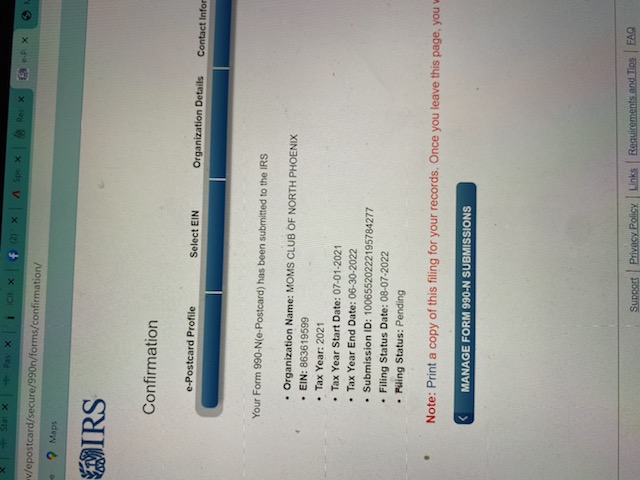 Stat
Pas
(2)
Spe
Rec
e-P
ov/epostcard/secure/990n/forms/confirmation/
e Maps
IRS
Confirmation
e-Postcard Profile Select EIN Organization Details Contact Infor
Your Form 990-N(e-Postcard) has been submitted to the IRS
• Organization Name: MOMS CLUB OF NORTH PHOENIX
• EIN: 863619599
• Tax Year: 2021
• Tax Year Start Date: 07-01-2021
• Tax Year End Date: 06-30-2022
• Submission ID: 10065520222195784277
• Filing Status Date: 08-07-2022
• Filing Status: Pending
Note: Print a copy of this filing for your records. Once you leave this page, you w
MANAGE FORM 990-N SUBMISSIONS
Support Privacy Policy Links Requirements and Tips FAQ